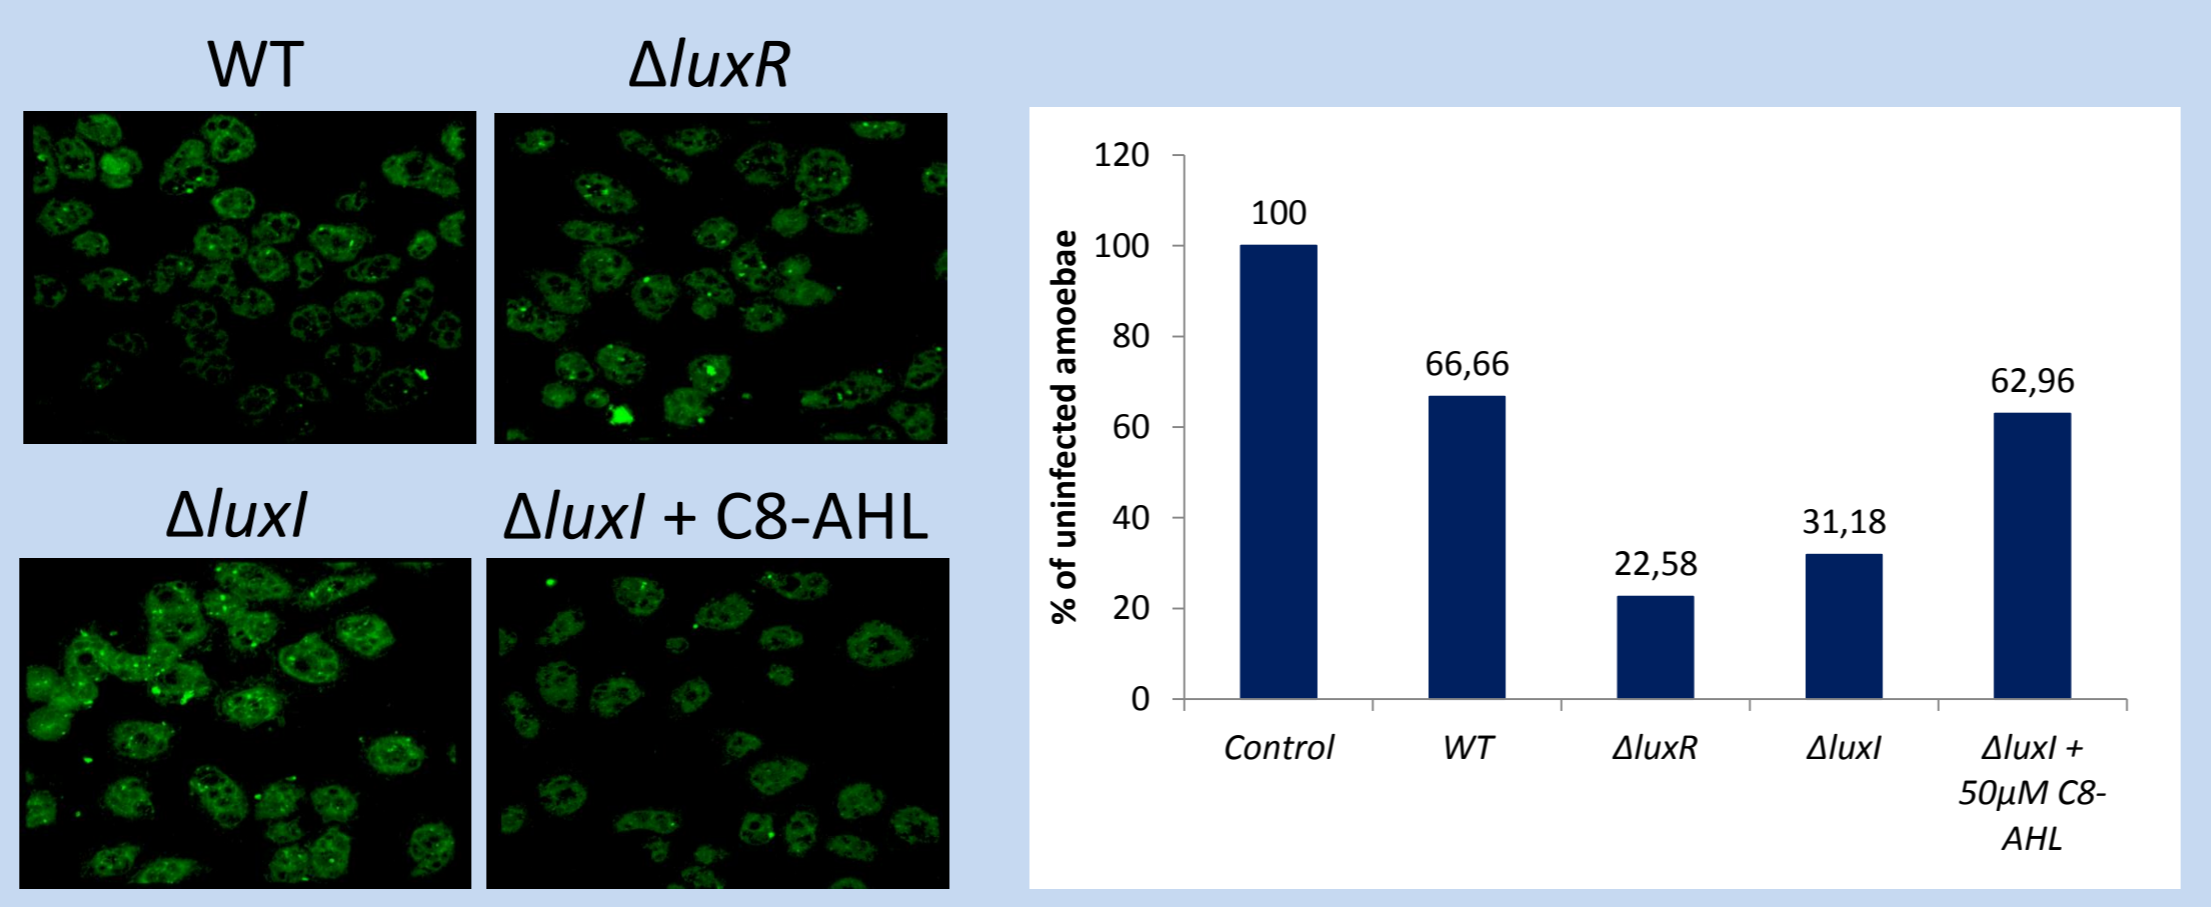 WT
ΔluxR
ΔluxI
ΔluxI + C8-AHL
% of uninfected amoebae
120
100
80
60
40
20
0
100
66,66
22,58
31,18
62,96
Control
WT
ΔluxR
ΔluxI
ΔluxI +
50µM C8-
AHL